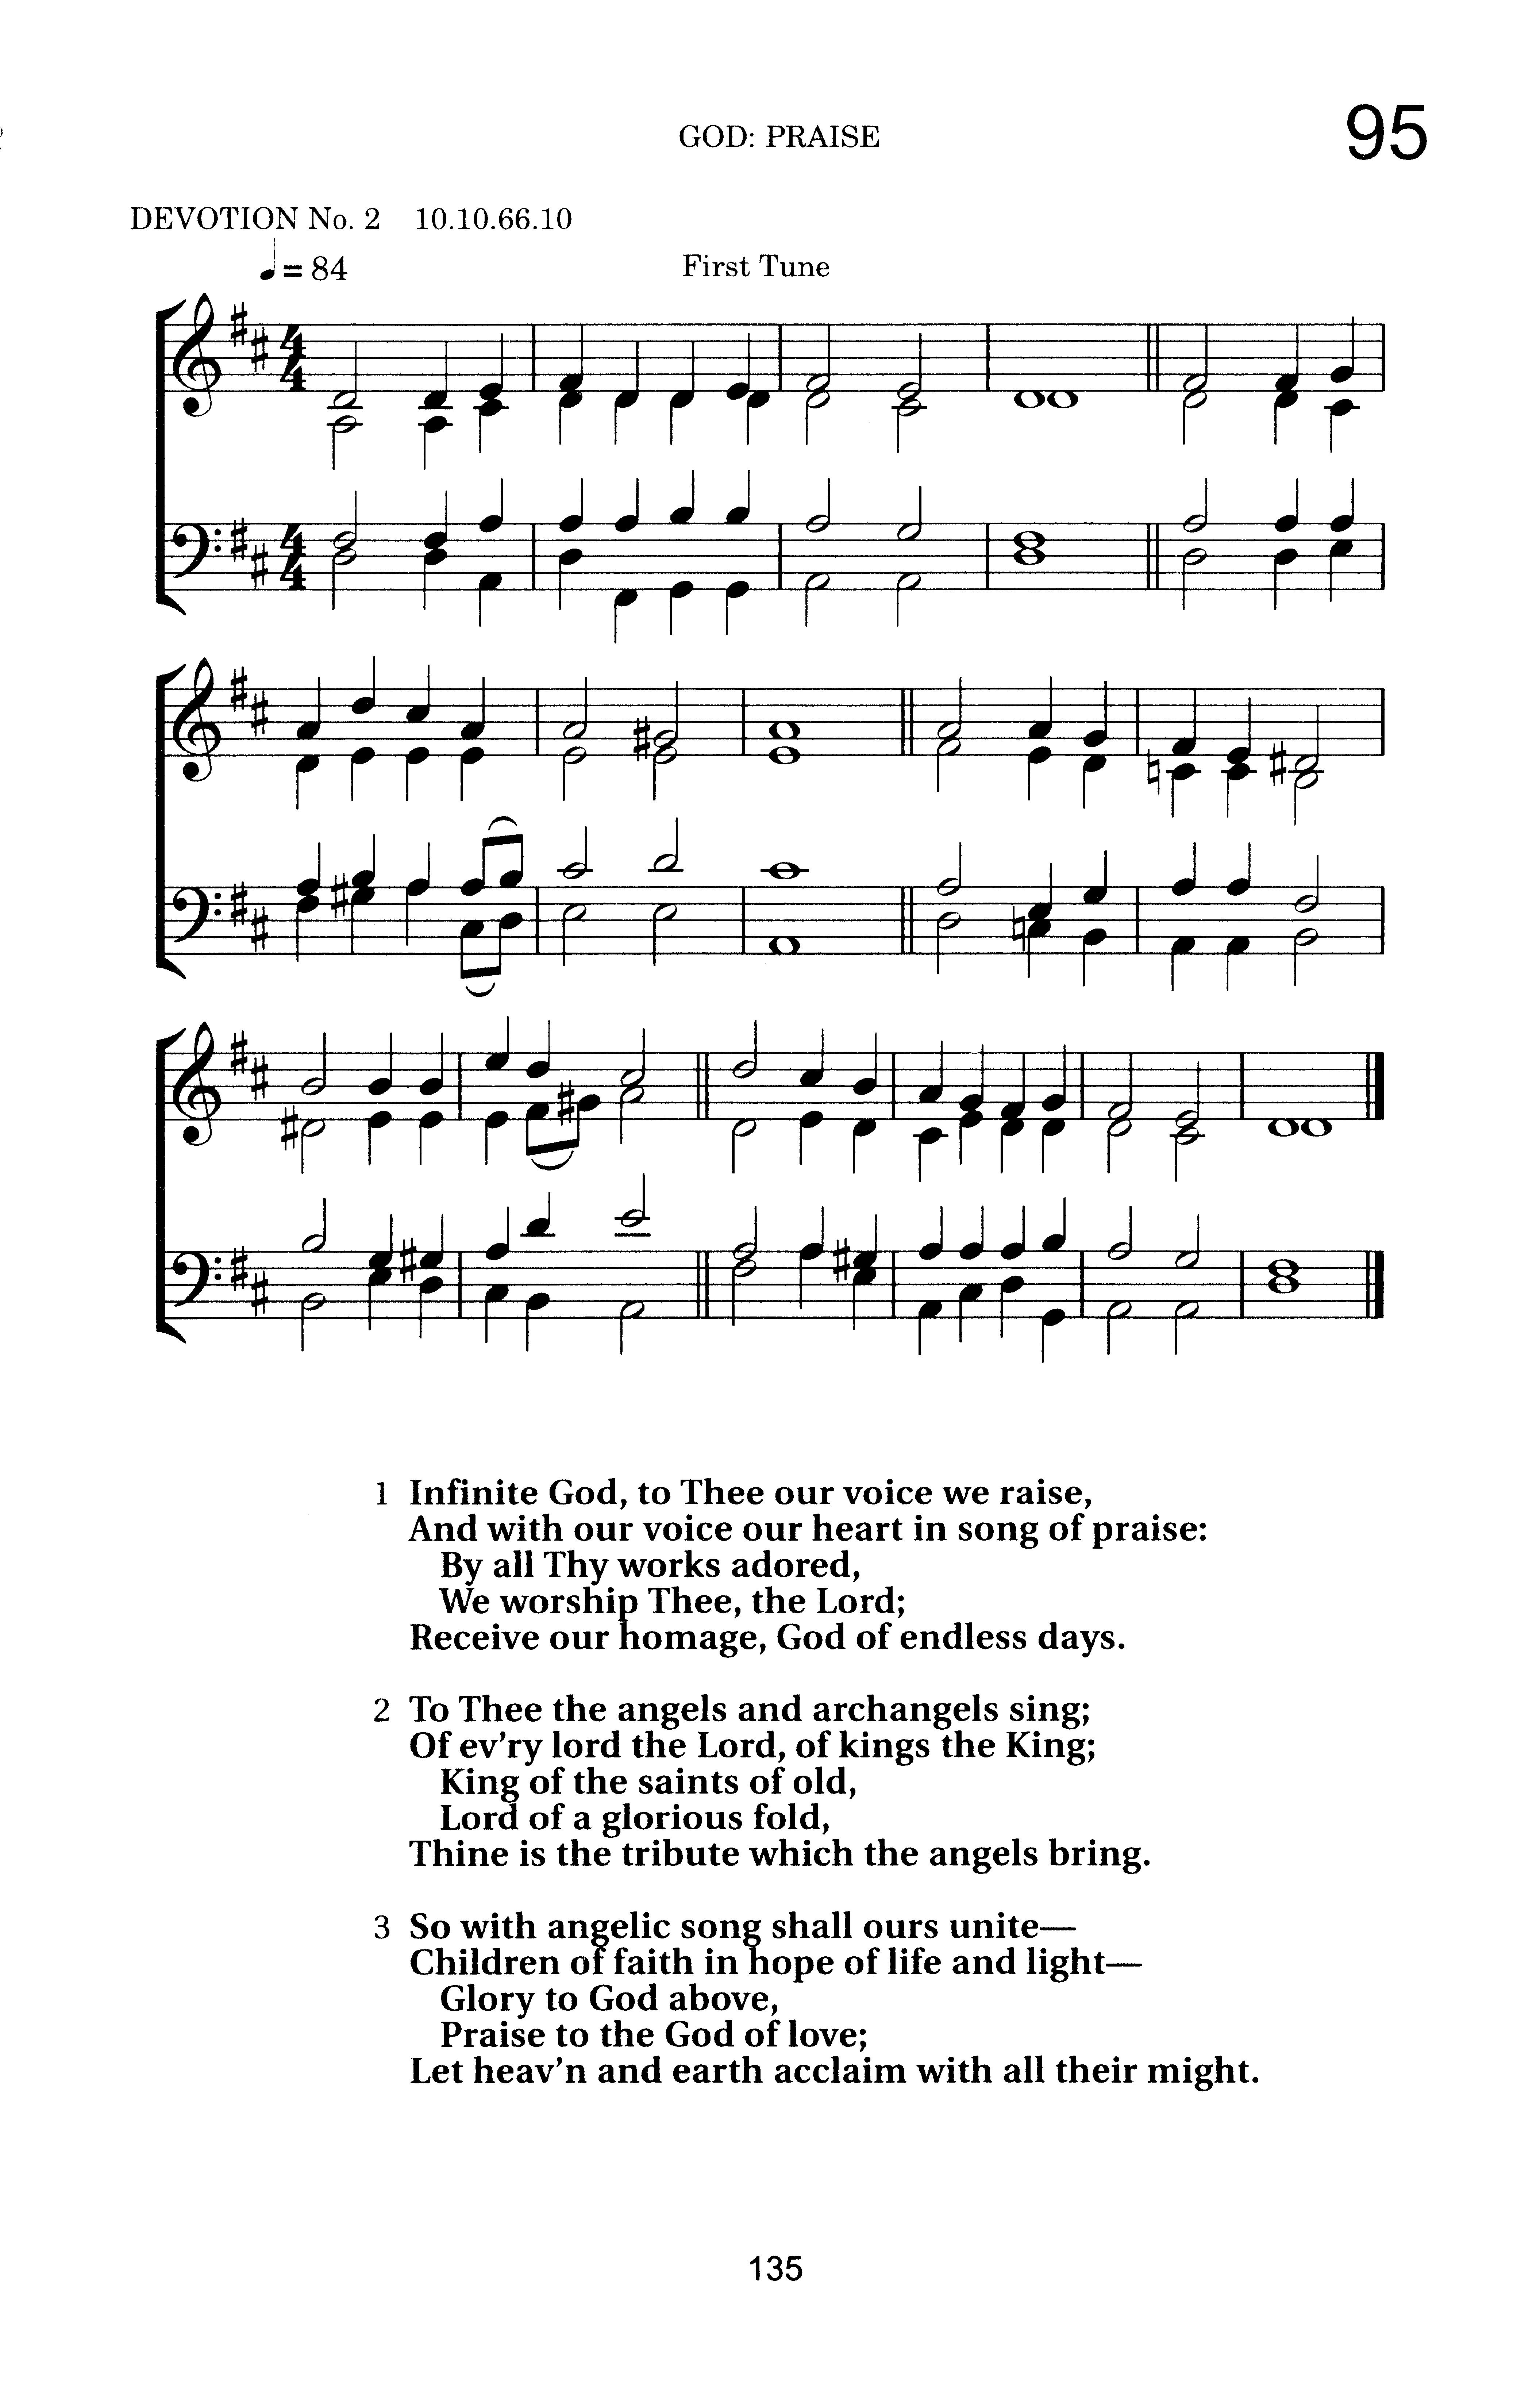 GOD: PRAISE
95
DEVOTION No. 2 10.10.66.10
♩= 84
First Tune
1 Infinite God, to Thee our voice we raise,
And with our voice our heart in song of praise:
By all Thy works adored,
We worship Thee, the Lord;
Receive our homage, God of endless days.
2 To Thee the angels and archangels sing;
Of ev’ry lord the Lord, of kings the King;
King of the saints of old,
Lord of a glorious fold,
Thine is the tribute which the angels bring.
3 So with angelic song shall ours unite—
Children of faith in hope of life and light—
Glory to God above,
Praise to the God of love;
Let heav’n and earth acclaim with all their might.
135